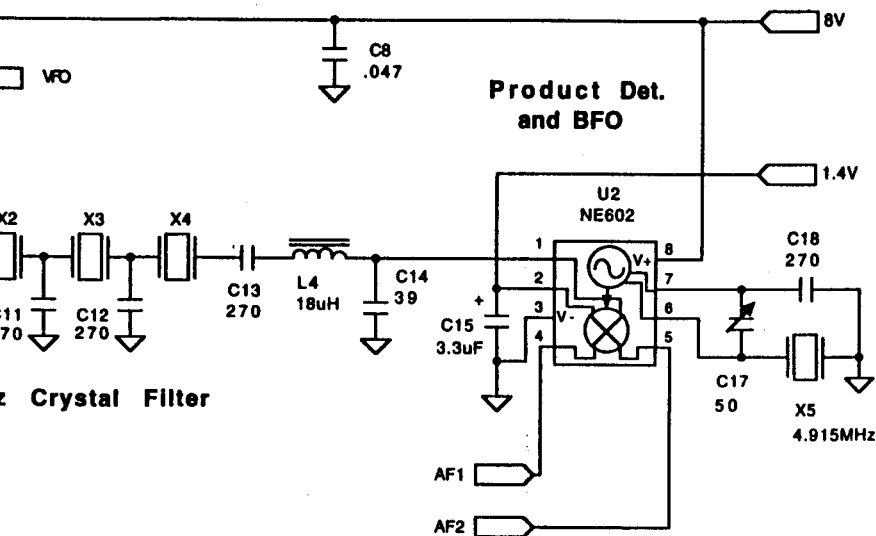 8V
C8
.047
VFO
Product Det.
and BFO
1.4V
U2
NE602
X2
X3
X4
C13
270
L4
18uH
C14
39
C11
C12
270
1
2
3
4
V+
V-
8
7
6
5
+
C15
3.3uF
C18
270
C17
50
X5
4.915MHz
Crystal Filter
AF1
AF2